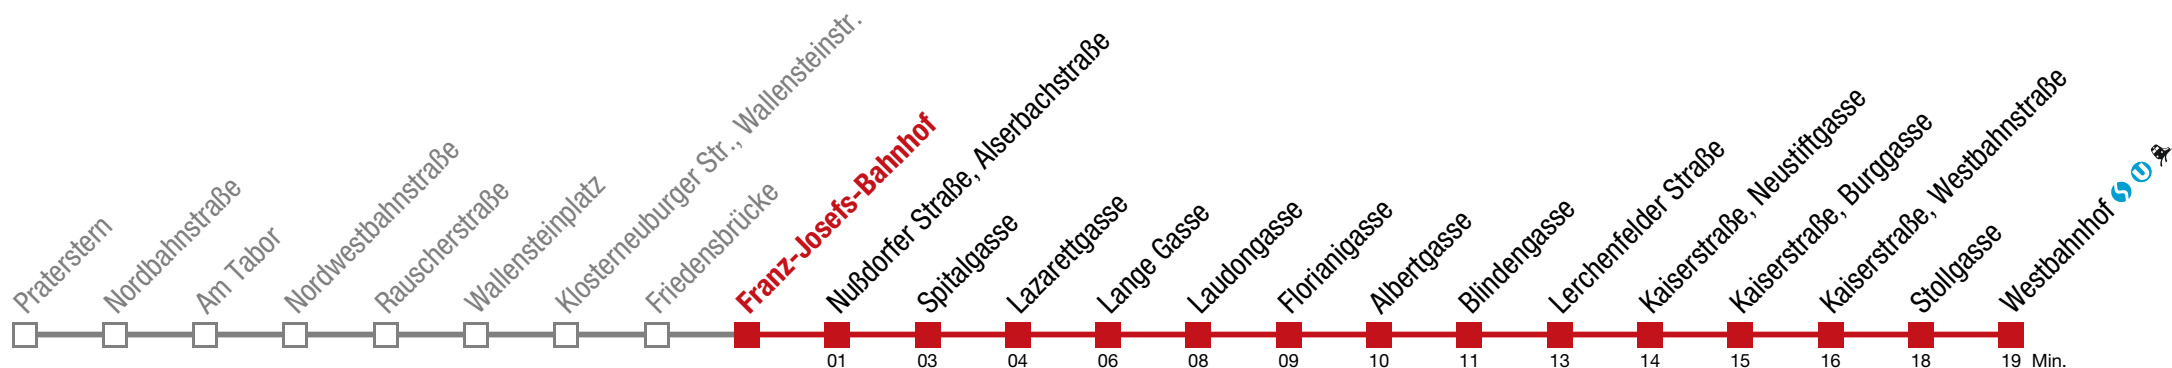 Praterstern
Nordbahnstraße
Am Tabor
Nordwestbahnstraße
Rauscherstraße
Wallensteinplatz
Klosterneuburger Str., Wallensteinstr.
Friedensbrücke
Franz-Josefs-Bahnhof
Nußdorfer Straße, Alserbachstraße
Spitalgasse
Lazarettgasse
Lange Gasse
Laudongasse
Florianigasse
Albertgasse
Blindengasse
Lerchenfelder Straße
Kaiserstraße, Neustiftgasse
Kaiserstraße, Burggasse
Kaiserstraße, Westbahnstraße
Stollgasse
Westbahnhof S U
01 03 04 06 08 09 10 11 13 14 15 16 18 19 Min.